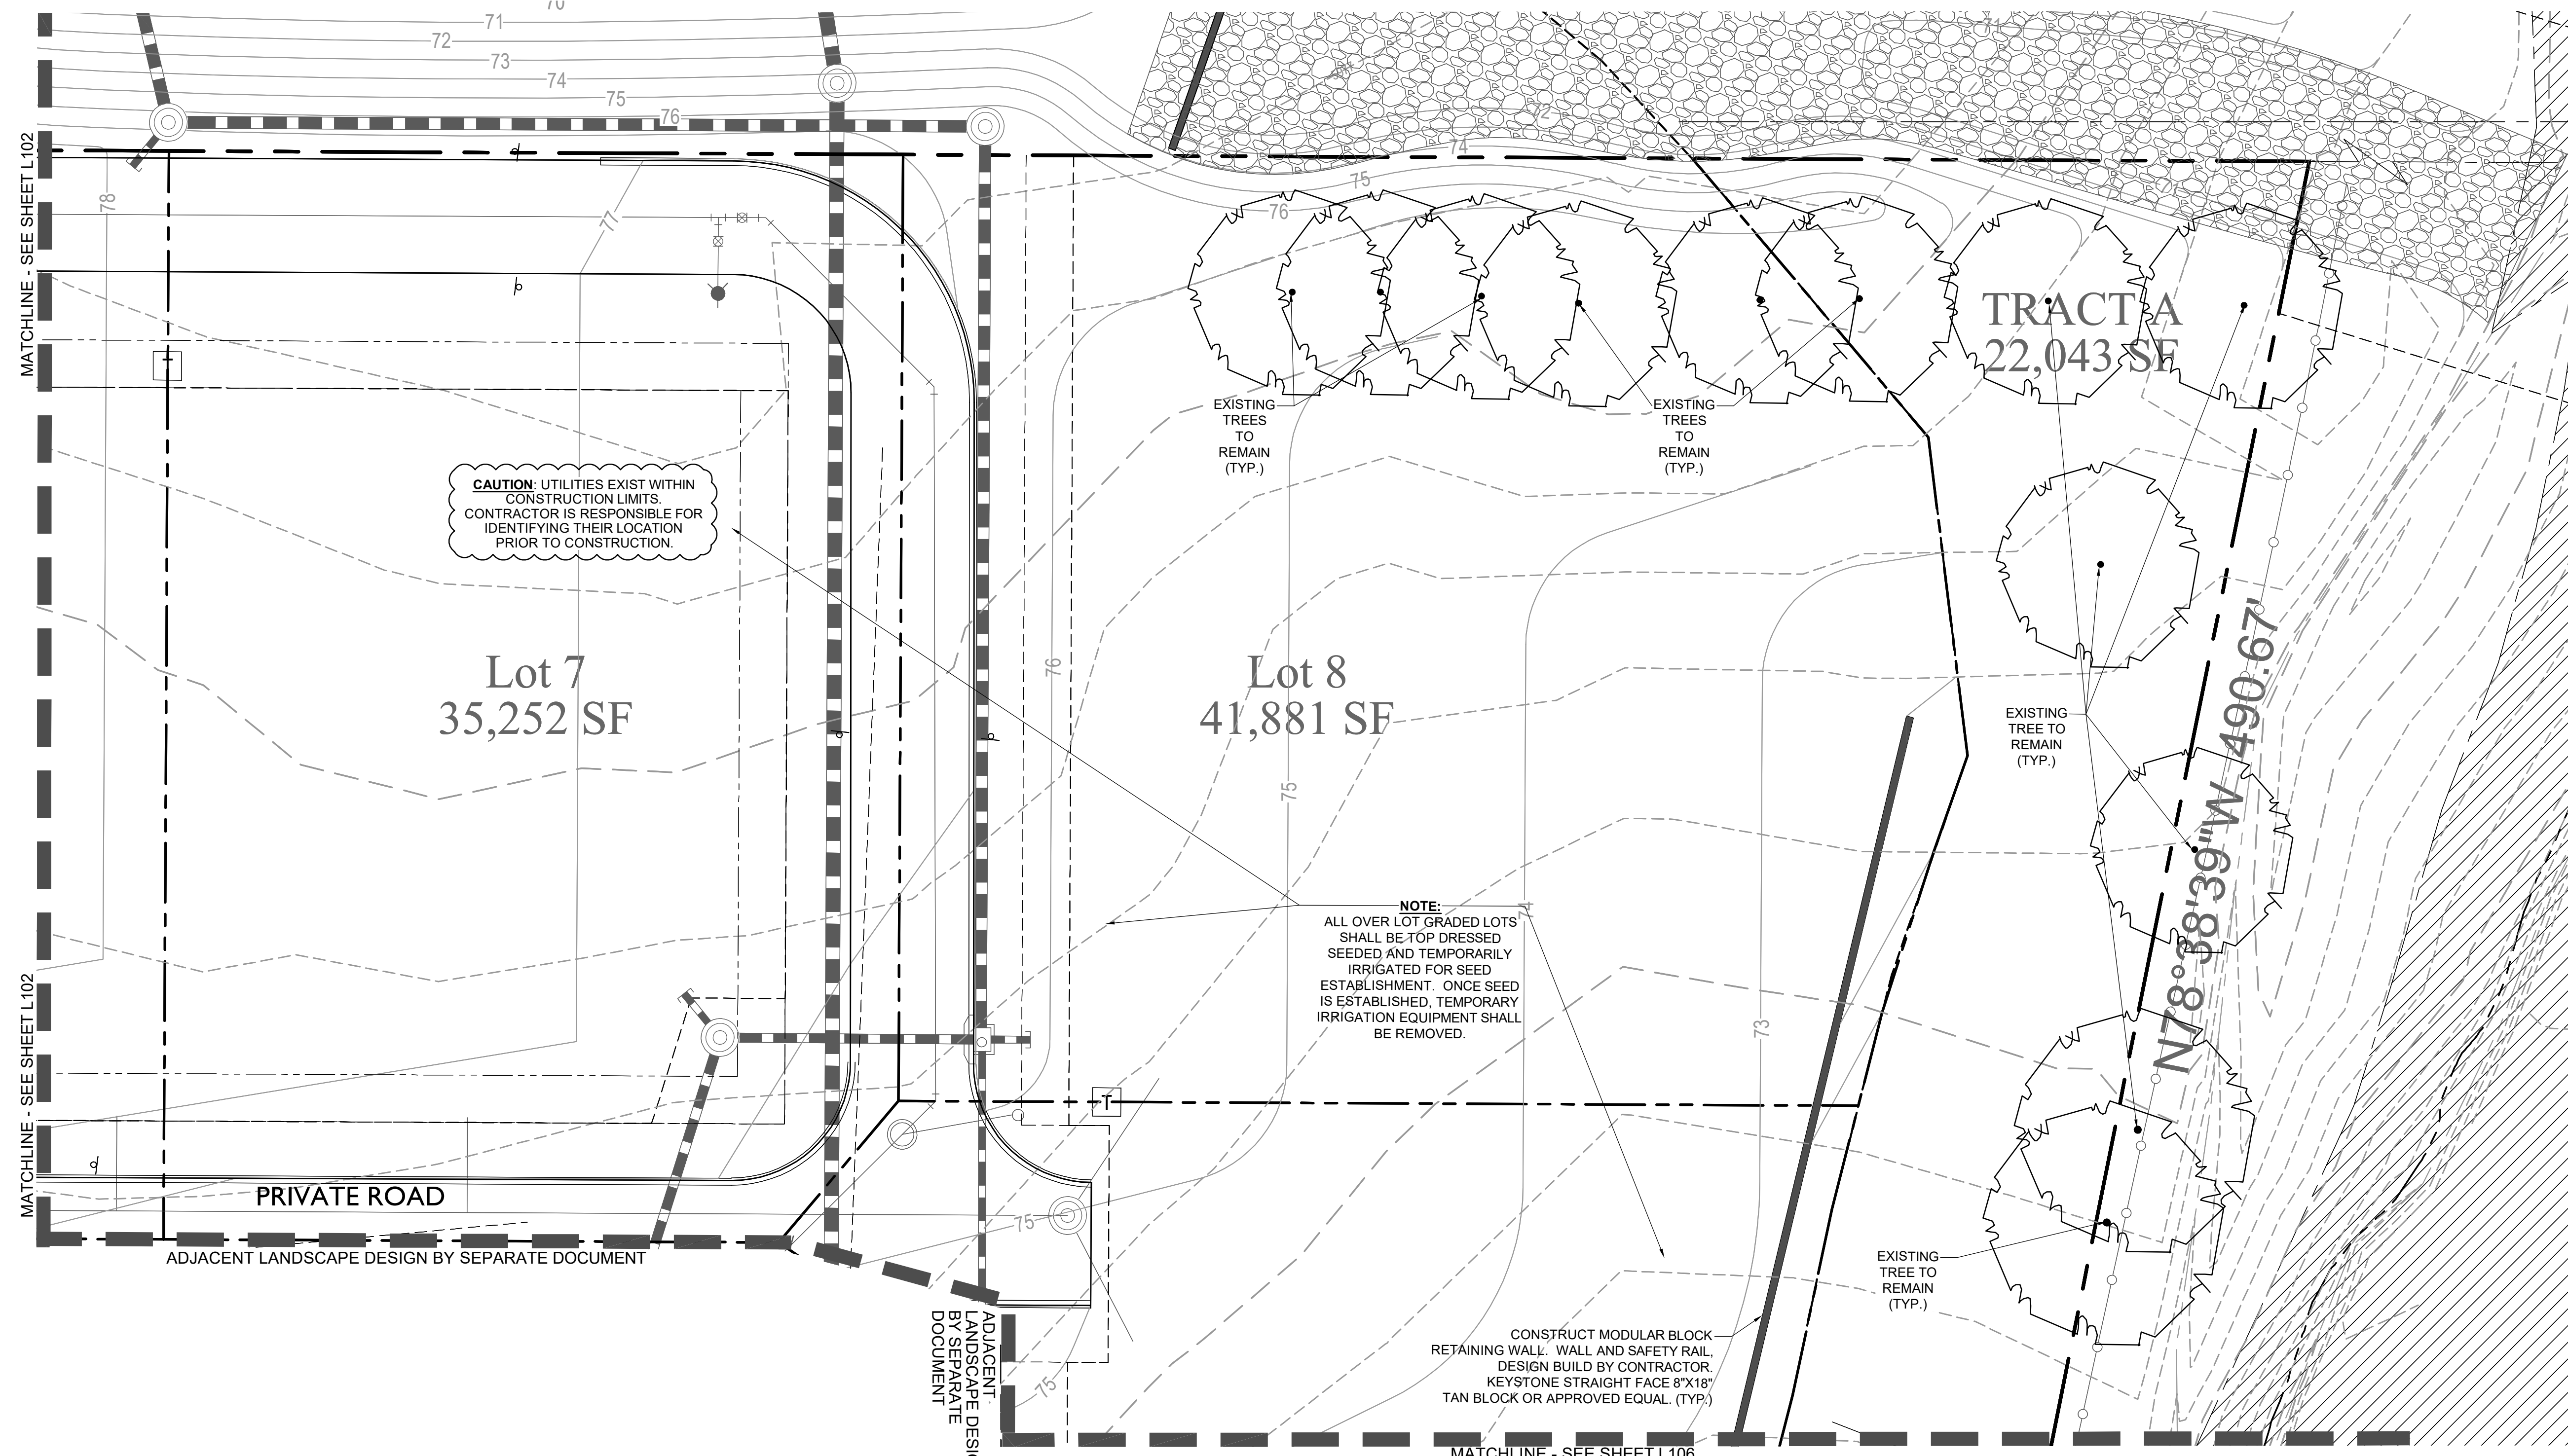 70
71
72
73
74
75
76
MATCHLINE - SEE SHEET L102
78
77
72
74
75
76
TRACT A
22,043 SF
EXISTING
TREES
TO
REMAIN
(TYP.)
EXISTING
TREES
TO
REMAIN
(TYP.)
CAUTION: UTILITIES EXIST WITHIN
CONSTRUCTION LIMITS.
CONTRACTOR IS RESPONSIBLE FOR
IDENTIFYING THEIR LOCATION
PRIOR TO CONSTRUCTION.
Lot 7
35,252 SF
76
Lot 8
41,881 SF
75
EXISTING
TREE TO
REMAIN
(TYP.)
N78°38'39"W 490.67'
NOTE:
ALL OVER LOT GRADED LOTS
SHALL BE TOP DRESSED
SEEDED AND TEMPORARILY
IRRIGATED FOR SEED
ESTABLISHMENT. ONCE SEED
IS ESTABLISHED, TEMPORARY
IRRIGATION EQUIPMENT SHALL
BE REMOVED.
74
73
T
T
MATCHLINE - SEE SHEET L102
PRIVATE ROAD
75
ADJACENT LANDSCAPE DESIGN BY SEPARATE DOCUMENT
EXISTING
TREE TO
REMAIN
(TYP.)
ADJACENT
LANDSCAPE DESIG
BY SEPARATE
DOCUMENT
75
CONSTRUCT MODULAR BLOCK
RETAINING WALL. WALL AND SAFETY RAIL,
DESIGN BUILD BY CONTRACTOR.
KEYSTONE STRAIGHT FACE 8"X18"
TAN BLOCK OR APPROVED EQUAL. (TYP.)
MATCHLINE - SEE SHEET L106